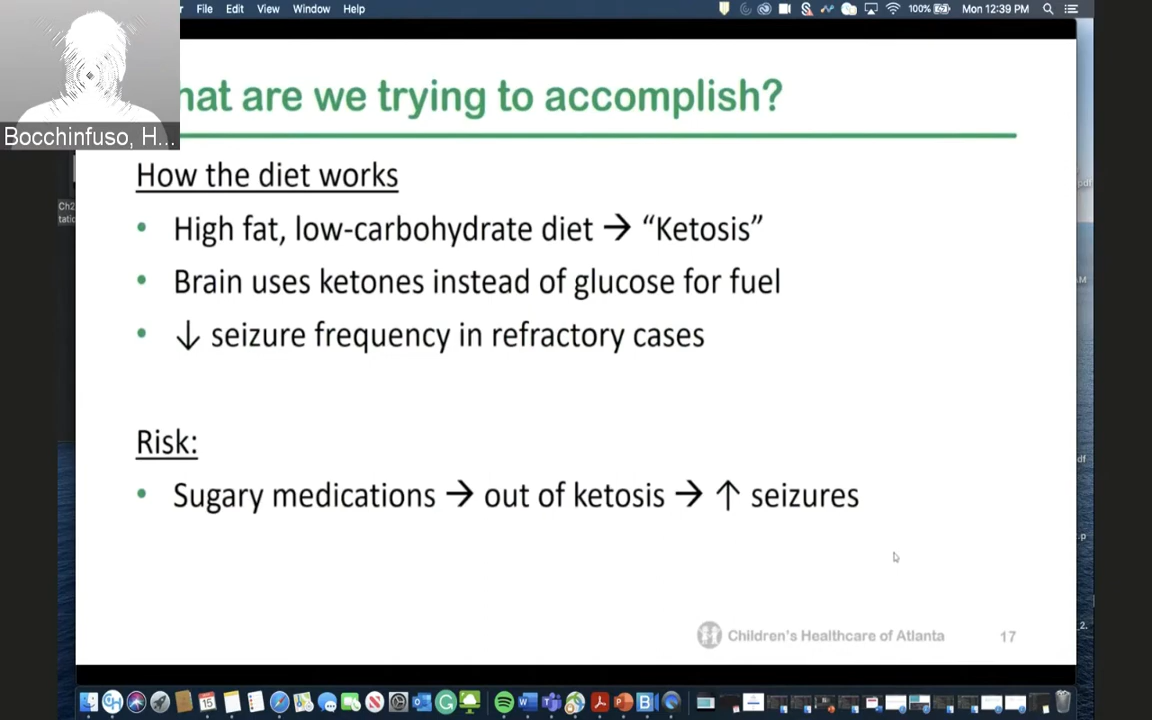 File Edit View Window Help
100%
Mon 12:39 PM
hat are we trying to accomplish?
Bocchinfuso, H...
How the diet works
• High fat, low-carbohydrate diet → “Ketosis”
• Brain uses ketones instead of glucose for fuel
• ↓ seizure frequency in refractory cases
Risk:
• Sugary medications → out of ketosis → ↑ seizures
Children's Healthcare of Atlanta
17